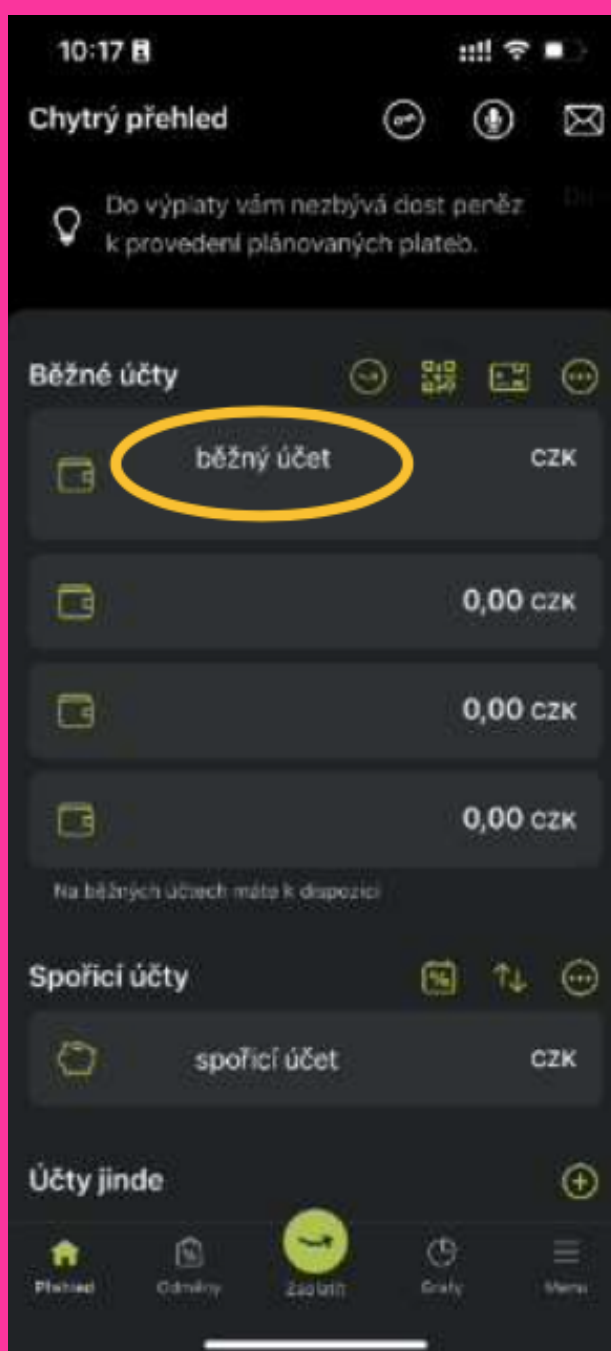 10:17
Chytrý přehled
Do výplaty vám nezbývá dost peněz
k provedení plánovaných plateb.
Běžné účty
běžný účet CZK
0,00 CZK
0,00 CZK
0,00 CZK
Na běžných účtech máte k dispozici
Spořicí účty
spořicí účet CZK
Účty jinde
Přehled Odměny Zaplatit Grafy Menu